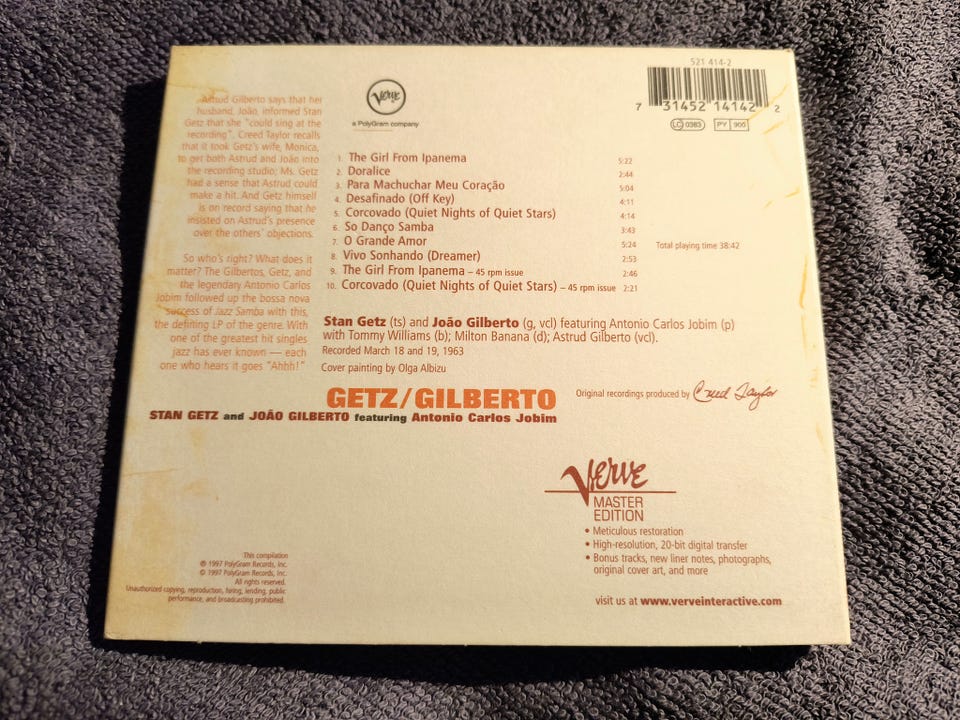 521 414-2
7 31452 14142 2
LC 0383 PY 900
Verve
a PolyGram company
Astrud Gilberto says that her
husband, João, informed Stan
Getz that she "could sing at the
recording". Creed Taylor recalls
that it took Getz's wife, Monica,
to get both Astrud and João into
the recording studio; Ms. Getz
had a sense that Astrud could
make a hit. And Getz himself
is on record saying that he
insisted on Astrud's presence
over the others' objections.
So who's right? What does it
matter? The Gilbertos, Getz, and
the legendary Antonio Carlos
Jobim followed up the bossa nova
success of Jazz Samba with this,
the defining LP of the genre. With
one of the greatest hit singles
jazz has ever known — each
one who hears it goes "Ahhh!"
1. The Girl From Ipanema 5:22
2. Doralice 2:44
3. Para Machuchar Meu Coração 5:04
4. Desafinado (Off Key) 4:11
5. Corcovado (Quiet Nights of Quiet Stars) 4:14
6. So Danço Samba 3:43
7. O Grande Amor 5:24 Total playing time 38:42
8. Vivo Sonhando (Dreamer) 2:53
9. The Girl From Ipanema – 45 rpm issue 2:46
10. Corcovado (Quiet Nights of Quiet Stars) – 45 rpm issue 2:21
Stan Getz (ts) and João Gilberto (g, vcl) featuring Antonio Carlos Jobim (p)
with Tommy Williams (b); Milton Banana (d); Astrud Gilberto (vcl).
Recorded March 18 and 19, 1963
Cover painting by Olga Albizu
GETZ/GILBERTO
STAN GETZ and JOÃO GILBERTO featuring Antonio Carlos Jobim
Original recordings produced by Creed Taylor
Verve
MASTER
EDITION
• Meticulous restoration
• High-resolution, 20-bit digital transfer
• Bonus tracks, new liner notes, photographs,
original cover art, and more
visit us at www.verveinteractive.com
This compilation
℗ 1997 PolyGram Records, Inc.
© 1997 PolyGram Records, Inc.
All rights reserved.
Unauthorized copying, reproduction, hiring, lending, public
performance, and broadcasting prohibited.